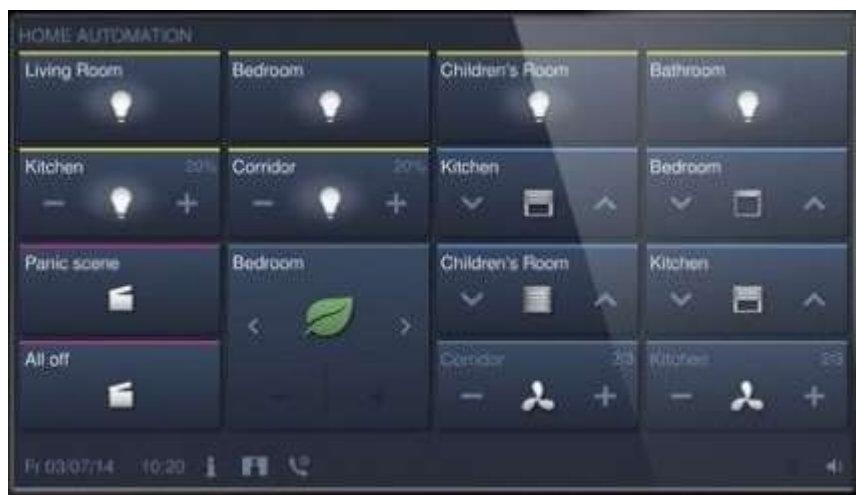 HOME AUTOMATION
Living Room
Bedroom
Children's Room
Bathroom
Kitchen 20%
Corridor 20%
Kitchen
Bedroom
Panic scene
Bedroom
Children's Room
Kitchen
All off
Corridor 2/3
Kitchen 2/3
Fr 03/07/14 10:20